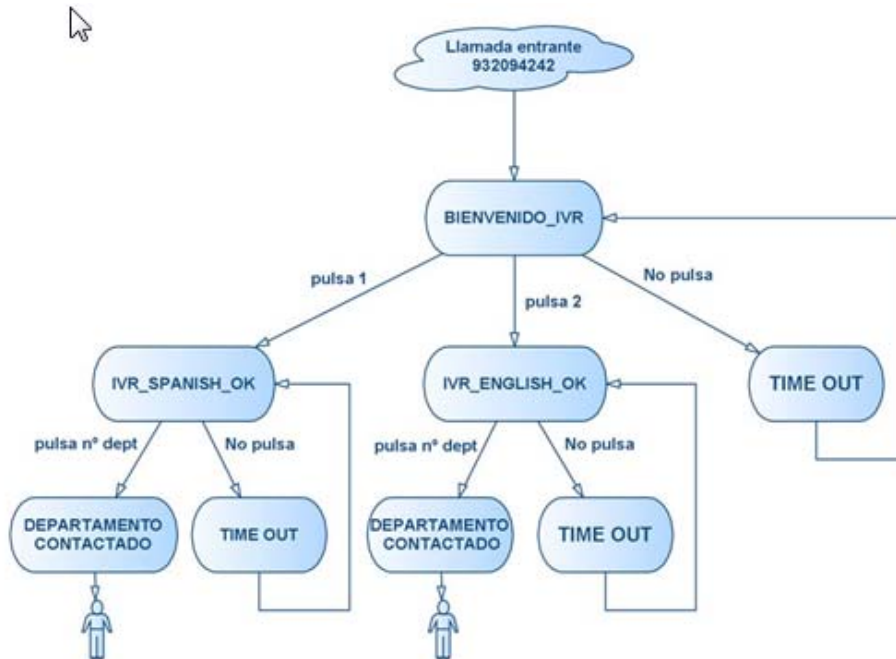 Llamada entrante
932094242
BIENVENIDO_IVR
pulsa 1
pulsa 2
No pulsa
IVR_SPANISH_OK
IVR_ENGLISH_OK
TIME OUT
pulsa nº dept
No pulsa
pulsa nº dept
No pulsa
DEPARTAMENTO
CONTACTADO
TIME OUT
DEPARTAMENTO
CONTACTADO
TIME OUT